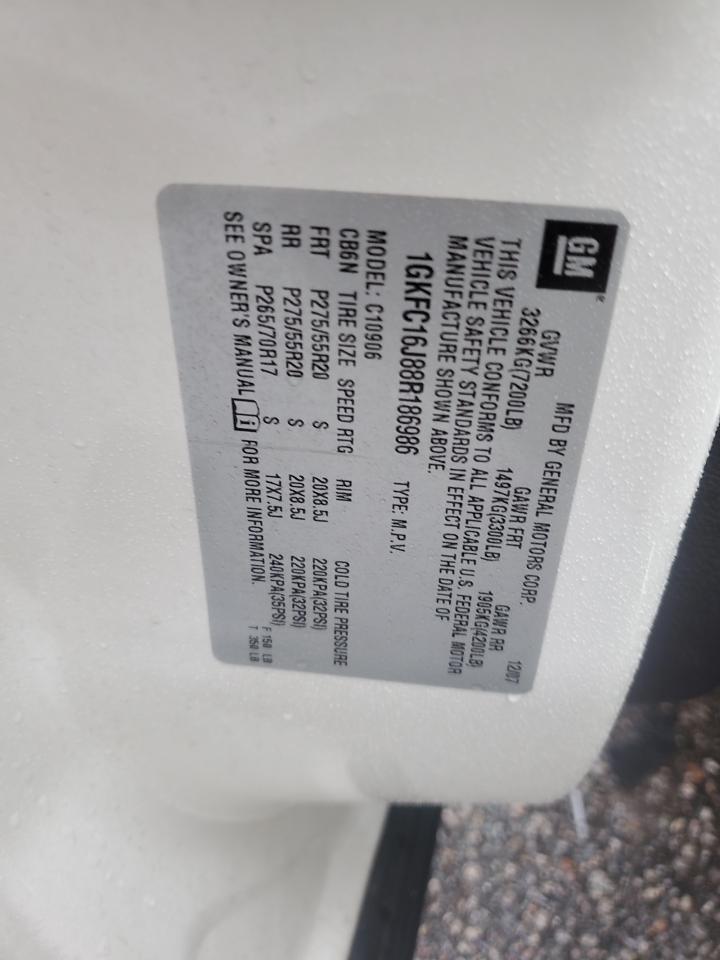 GM®
MFD BY GENERAL MOTORS CORP. 12/07
GVWR GAWR FRT GAWR RR
3266KG(7200LB) 1497KG(3300LB) 1905KG(4200LB)
THIS VEHICLE CONFORMS TO ALL APPLICABLE U.S. FEDERAL MOTOR
VEHICLE SAFETY STANDARDS IN EFFECT ON THE DATE OF
MANUFACTURE SHOWN ABOVE.
1GKFC16J88R186986 TYPE: M.P.V.
MODEL: C10906
CB6N TIRE SIZE SPEED RTG RIM COLD TIRE PRESSURE
FRT P275/55R20 S 20X8.5J 220KPA(32PSI)
RR P275/55R20 S 20X8.5J 220KPA(32PSI)
SPA P265/70R17 S 17X7.5J 240KPA(35PSI)
SEE OWNER'S MANUAL i FOR MORE INFORMATION.
F 150 LB
T 350 LB